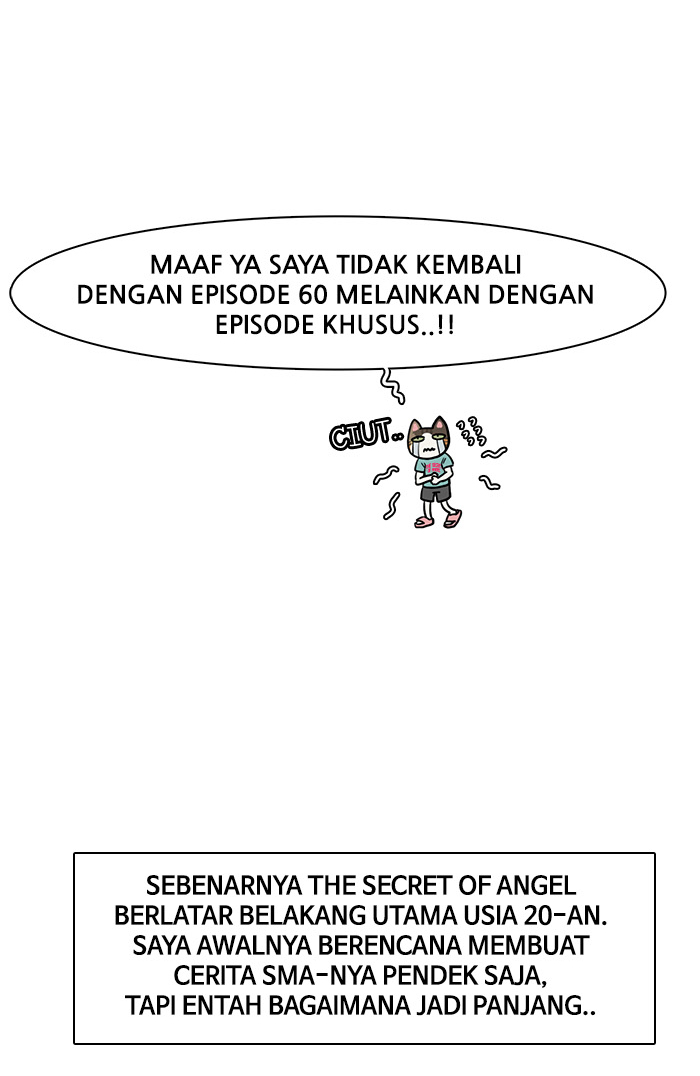 MAAF YA SAYA TIDAK KEMBALI
DENGAN EPISODE 60 MELAINKAN DENGAN
EPISODE KHUSUS..!!
CIUT..
SEBENARNYA THE SECRET OF ANGEL
BERLATAR BELAKANG UTAMA USIA 20-AN.
SAYA AWALNYA BERENCANA MEMBUAT
CERITA SMA-NYA PENDEK SAJA,
TAPI ENTAH BAGAIMANA JADI PANJANG..